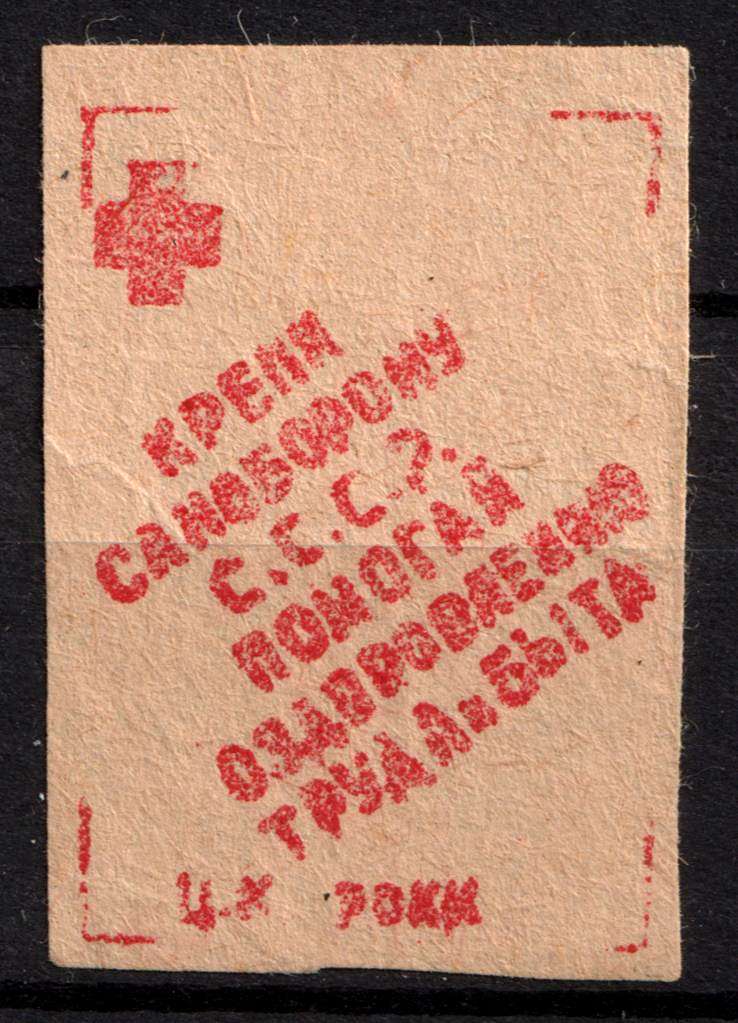 КРЕПИ
САНОБОРОНУ
С.С.С.Р.
ПОМОГАЙ
ОЗДОРОВЛЕНИЮ
ТРУДА и БЫТА
Ц.К РОКК